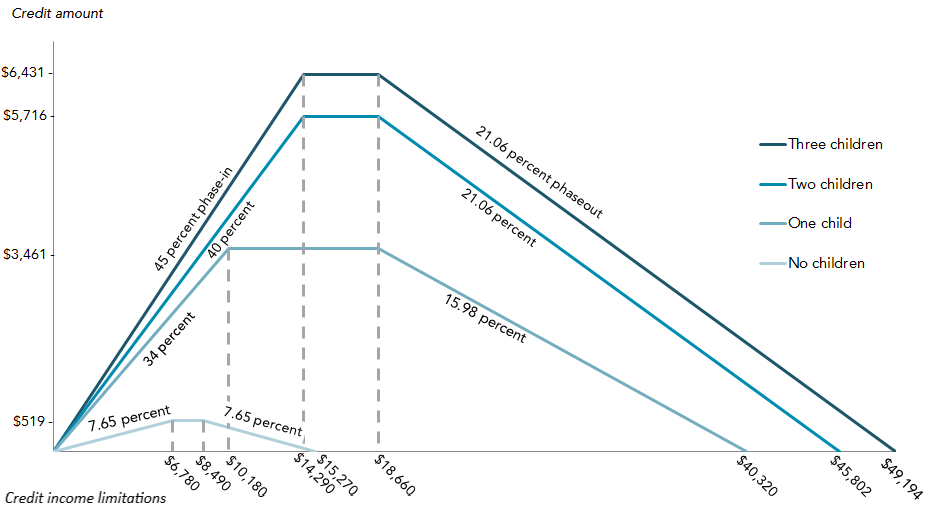 Credit amount
$6,431
$5,716
$3,461
$519
45 percent phase-in
40 percent
34 percent
7.65 percent
7.65 percent
21.06 percent phaseout
21.06 percent
15.98 percent
Three children
Two children
One child
No children
$6,780
$8,490
$10,180
$14,290
$15,270
$18,660
$40,320
$45,802
$49,194
Credit income limitations